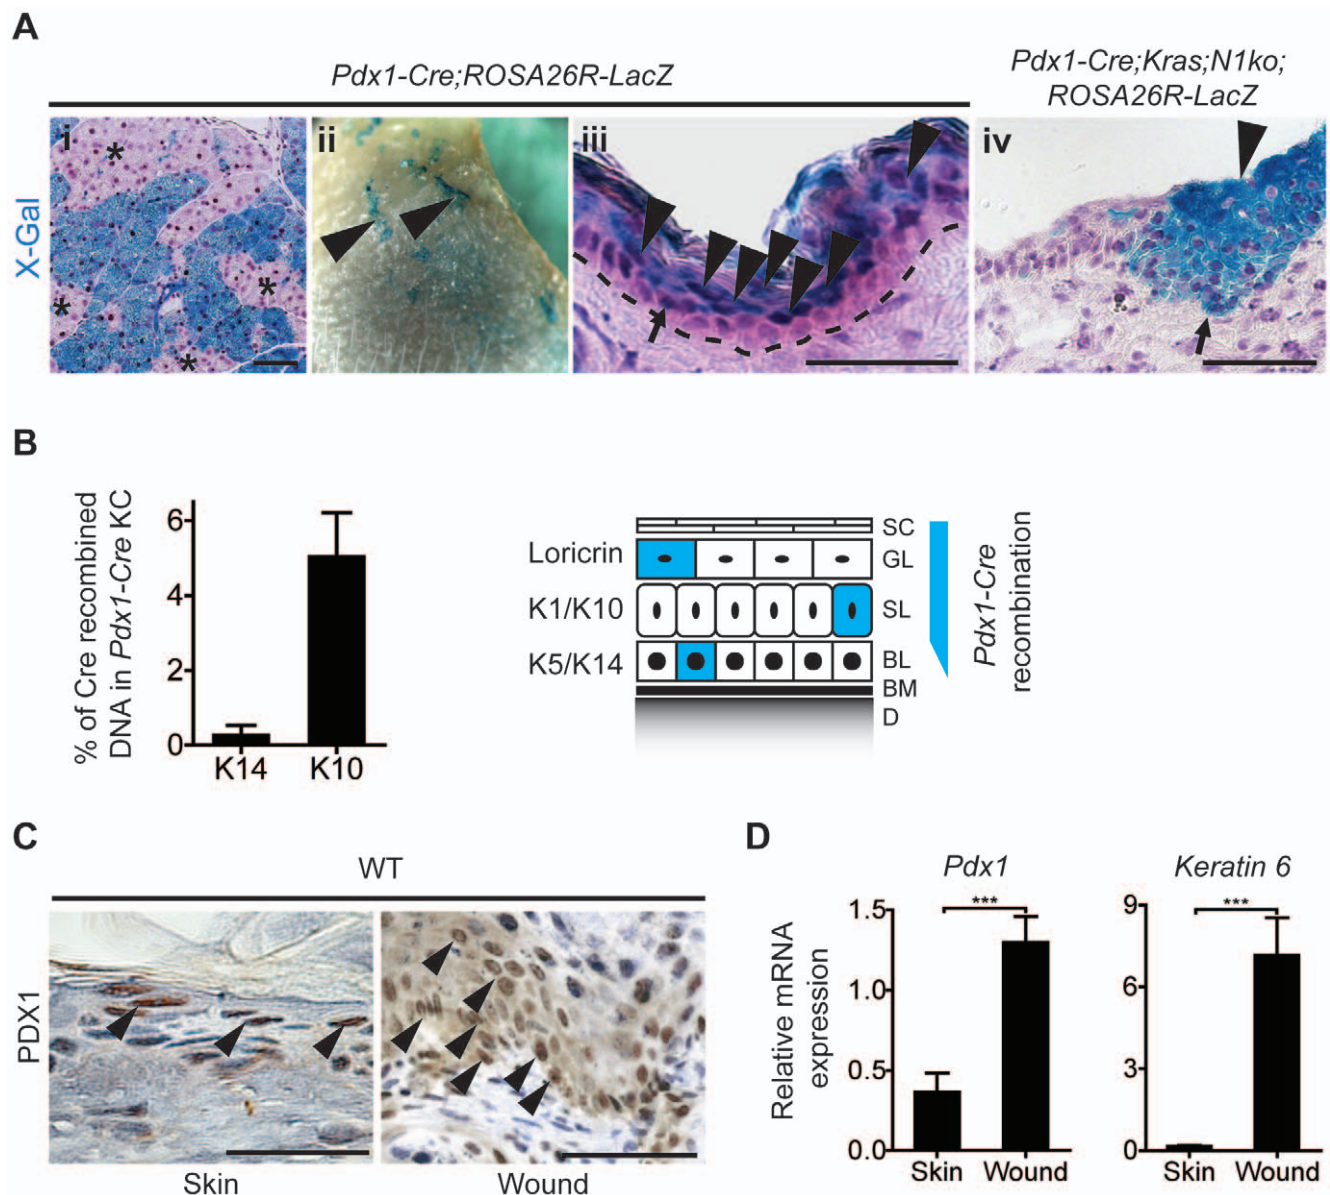 A
Pdx1-Cre;ROSA26R-LacZ
Pdx1-Cre;Kras;N1ko;
ROSA26R-LacZ
X-Gal
i
ii
iii
iv
*
*
*
*
B
% of Cre recombined
DNA in Pdx1-Cre KC
6
4
2
0
K14
K10
Loricrin
K1/K10
K5/K14
SC
GL
SL
BL
BM
D
Pdx1-Cre
recombination
C
WT
PDX1
Skin
Wound
D
Relative mRNA
expression
Pdx1
***
1.5
1.0
0.5
0.0
Skin
Wound
Keratin 6
***
9
6
3
0
Skin
Wound